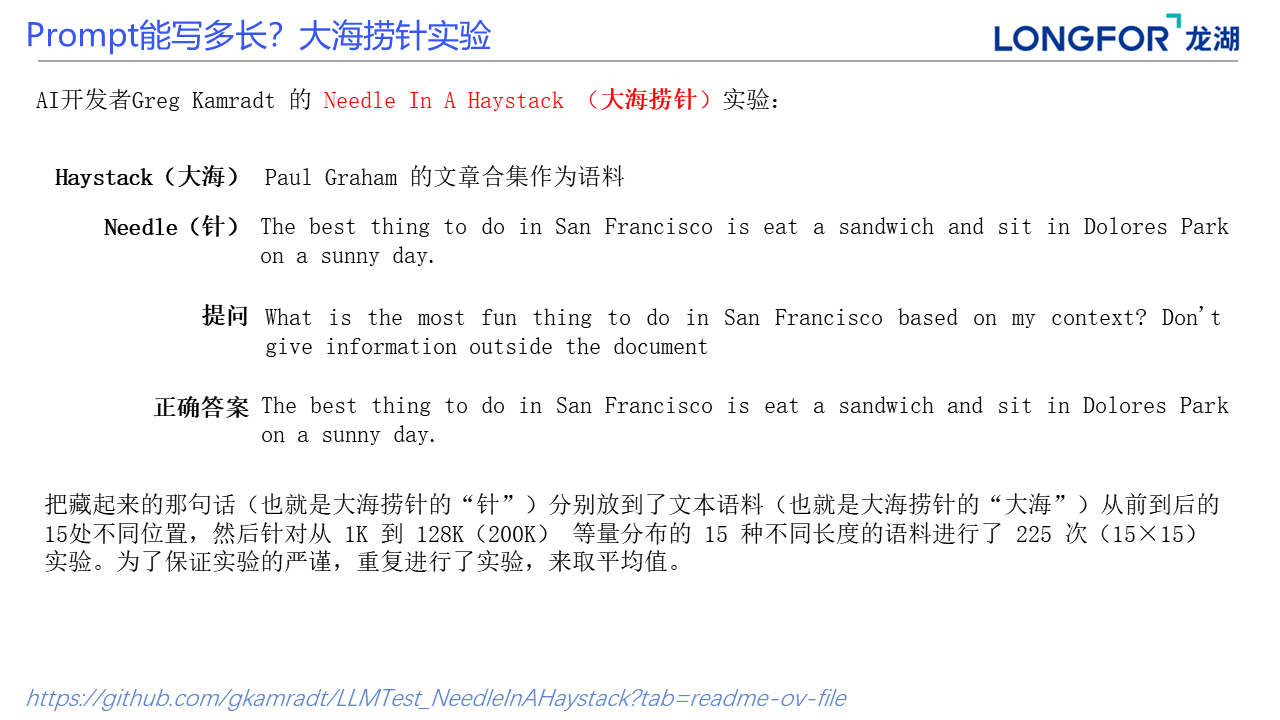 Prompt能写多长？大海捞针实验
LONGFOR 龙湖
AI开发者Greg Kamradt 的 Needle In A Haystack （大海捞针）实验：
Haystack（大海） Paul Graham 的文章合集作为语料
Needle（针） The best thing to do in San Francisco is eat a sandwich and sit in Dolores Park
on a sunny day.
提问 What is the most fun thing to do in San Francisco based on my context? Don't
give information outside the document
正确答案 The best thing to do in San Francisco is eat a sandwich and sit in Dolores Park
on a sunny day.
把藏起来的那句话（也就是大海捞针的“针”）分别放到了文本语料（也就是大海捞针的“大海”）从前到后的
15处不同位置，然后针对从 1K 到 128K（200K） 等量分布的 15 种不同长度的语料进行了 225 次（15×15）
实验。为了保证实验的严谨，重复进行了实验，来取平均值。
https://github.com/gkamradt/LLMTest_NeedleInAHaystack?tab=readme-ov-file